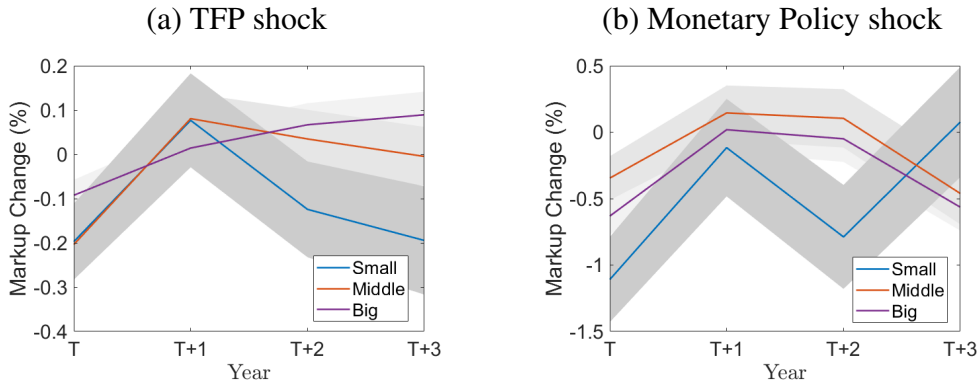 (a) TFP shock
0.2
0.1
0
-0.1
-0.2
-0.3
-0.4
Markup Change (%)
Small
Middle
Big
T
T+1
T+2
T+3
Year
(b) Monetary Policy shock
0.5
0
-0.5
-1
-1.5
Markup Change (%)
Small
Middle
Big
T
T+1
T+2
T+3
Year